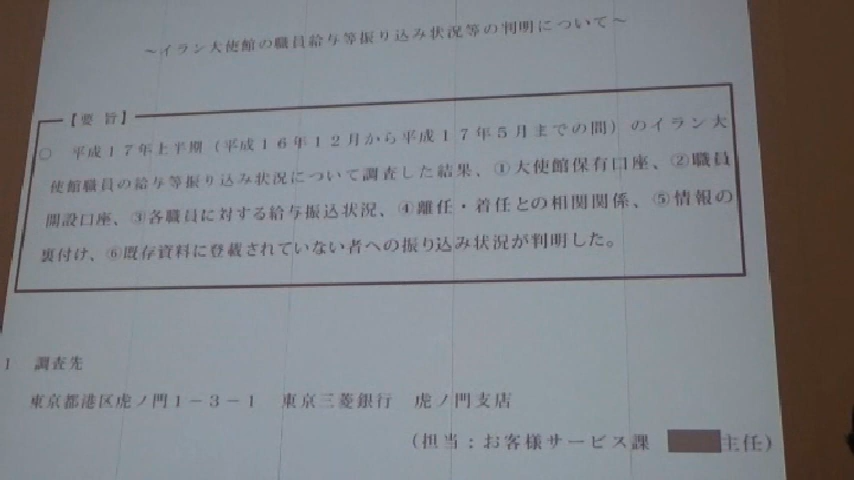 ～イラン大使館の職員給与等振り込み状況等の判明について～
【要 旨】
○ 平成１７年上半期（平成１６年１２月から平成１７年５月までの間）のイラン大
使館職員の給与等振り込み状況について調査した結果、①大使館保有口座、②職員
開設口座、③各職員に対する給与振込状況、④離任・着任との相関関係、⑤情報の
裏付け、⑥既存資料に登載されていない者への振り込み状況が判明した。
１ 調査先
東京都港区虎ノ門１－３－１ 東京三菱銀行 虎ノ門支店
（担当：お客様サービス課 主任）